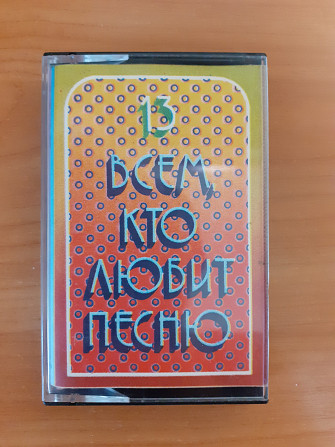 13
ВСЕМ,
КТО
ЛЮБИТ
ПЕСНЮ